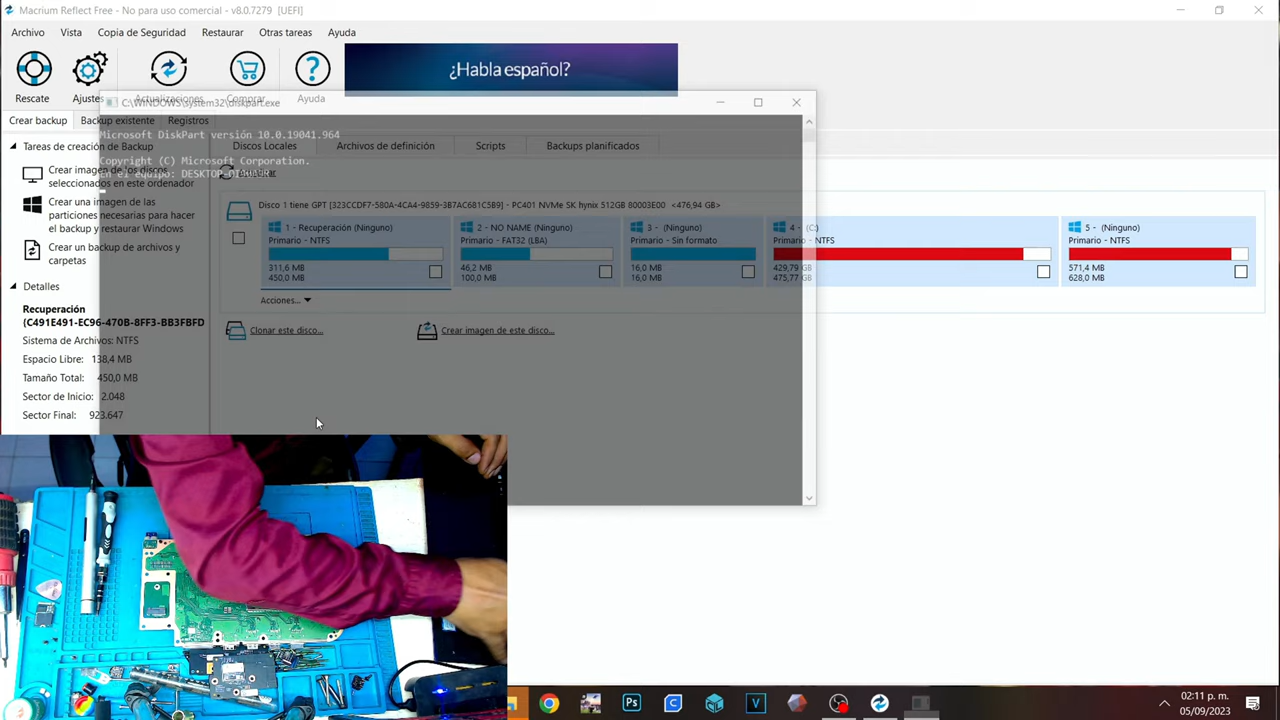 Macrium Reflect Free - No para uso comercial - v8.0.7279 [UEFI]
Archivo Vista Copia de Seguridad Restaurar Otras tareas Ayuda
¿Habla español?
Rescate Ajustes Actualizaciones Comprar Ayuda
C:\WINDOWS\system32\diskpart.exe
Crear backup Backup existente Registros
Microsoft DiskPart versión 10.0.19041.964
Copyright (C) Microsoft Corporation.
Tareas de creación de Backup
Crear imagen de los discos
seleccionados en este ordenador
Crear una imagen de las
particiones necesarias para hacer
el backup y restaurar Windows
Crear un backup de archivos y
carpetas
Detalles
Recuperación
(C491E491-EC96-470B-8FF3-BB3FBFD
Sistema de Archivos: NTFS
Espacio Libre: 138,4 MB
Tamaño Total: 450,0 MB
Sector de Inicio: 2.048
Sector Final: 923.647
Discos Locales Archivos de definición Scripts Backups planificados
Disco 1 tiene GPT [323CCDF7-580A-4CA4-9859-3B7AC681C5B9] - PC401 NVMe SK hynix 512GB 80003E00 <476,94 GB>
1 - Recuperación (Ninguno)
Primario - NTFS
311,6 MB
450,0 MB
2 - NO NAME (Ninguno)
Primario - FAT32 (LBA)
46,2 MB
100,0 MB
3 - (Ninguno)
Primario - Sin formato
16,0 MB
16,0 MB
4 - (C:)
Primario - NTFS
429,79 GB
475,77 GB
5 - (Ninguno)
Primario - NTFS
571,4 MB
628,0 MB
Acciones...
Clonar este disco... Crear imagen de este disco...
Ps V
02:11 p. m.
05/09/2023